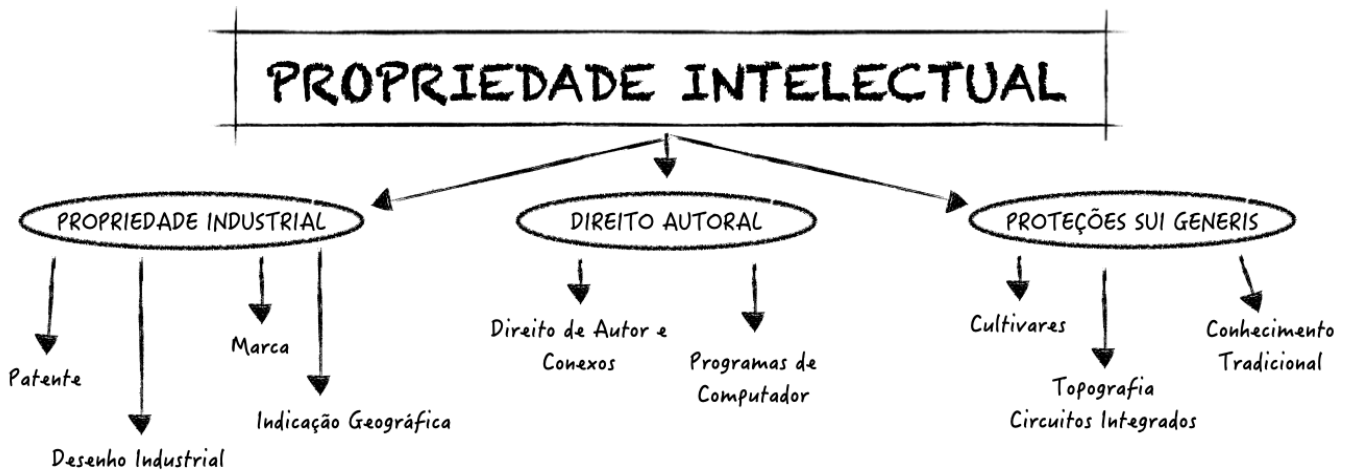 PROPRIEDADE INTELECTUAL
PROPRIEDADE INDUSTRIAL
DIREITO AUTORAL
PROTEÇÕES SUI GENERIS
Patente
Desenho Industrial
Marca
Indicação Geográfica
Direito de Autor e
Conexos
Programas de
Computador
Cultivares
Topografia
Circuitos Integrados
Conhecimento
Tradicional